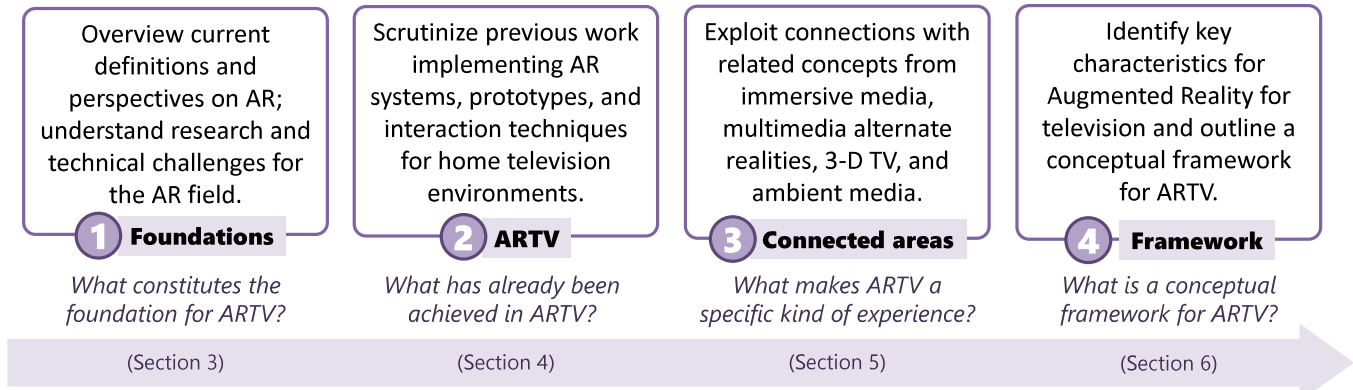 Overview current
definitions and
perspectives on AR;
understand research and
technical challenges for
the AR field.
1 Foundations
What constitutes the
foundation for ARTV?
(Section 3)
Scrutinize previous work
implementing AR
systems, prototypes, and
interaction techniques
for home television
environments.
2 ARTV
What has already been
achieved in ARTV?
(Section 4)
Exploit connections with
related concepts from
immersive media,
multimedia alternate
realities, 3-D TV, and
ambient media.
3 Connected areas
What makes ARTV a
specific kind of experience?
(Section 5)
Identify key
characteristics for
Augmented Reality for
television and outline a
conceptual framework
for ARTV.
4 Framework
What is a conceptual
framework for ARTV?
(Section 6)